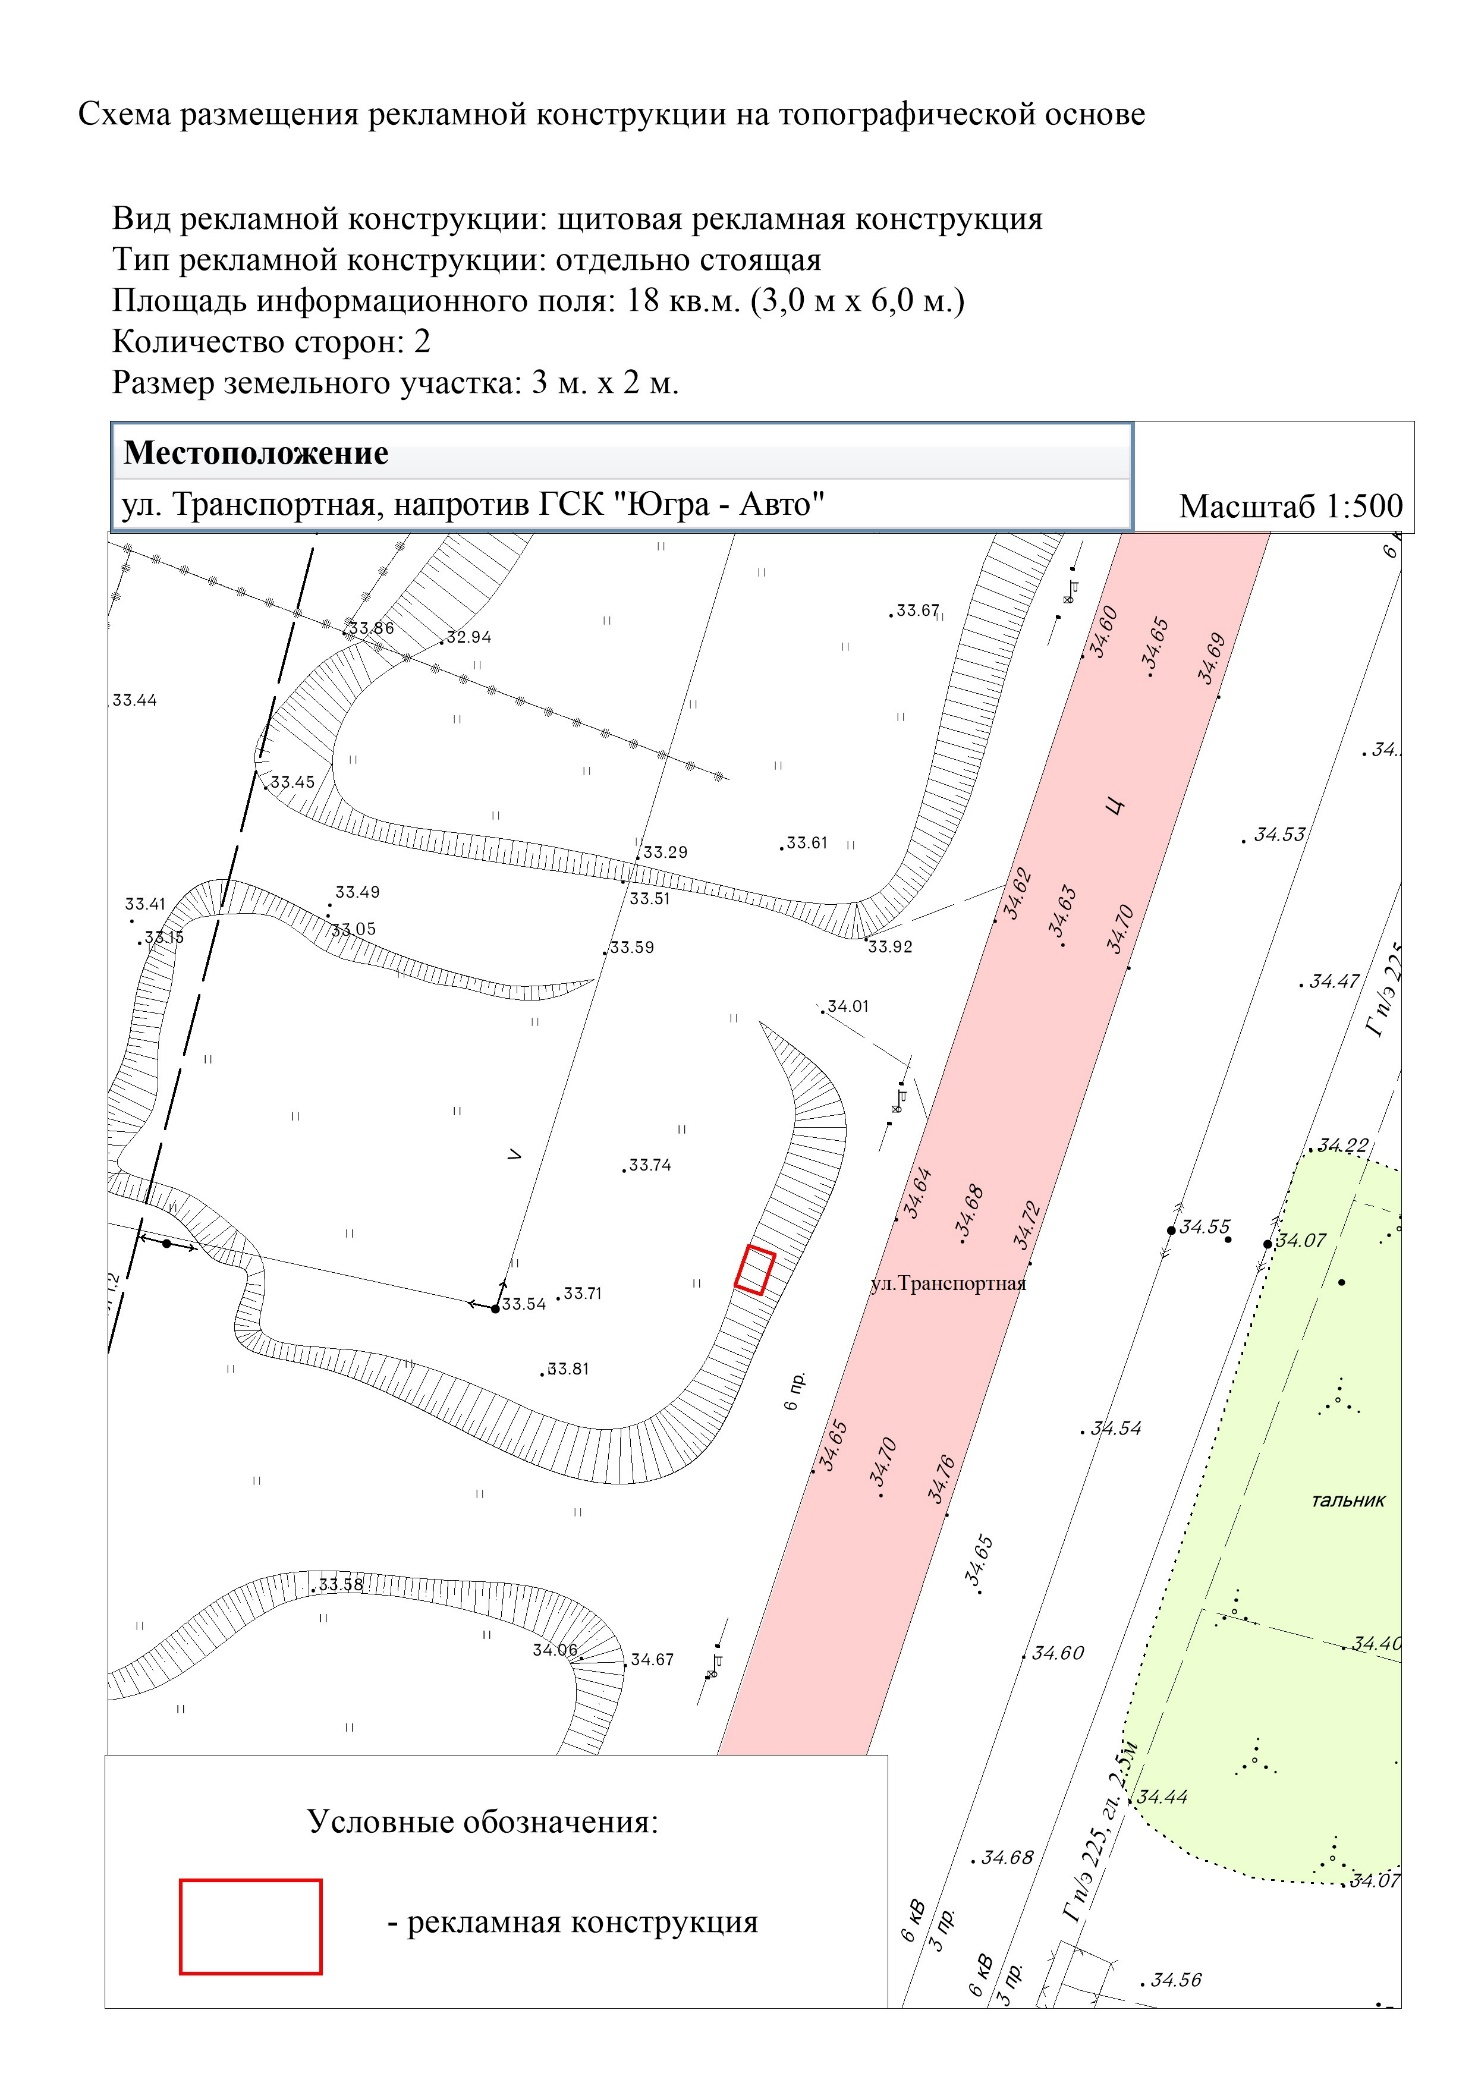 Схема размещения рекламной конструкции на топографической основе
Вид рекламной конструкции: щитовая рекламная конструкция
Тип рекламной конструкции: отдельно стоящая
Площадь информационного поля: 18 кв.м. (3,0 м х 6,0 м.)
Количество сторон: 2
Размер земельного участка: 3 м. х 2 м.
Местоположение
ул. Транспортная, напротив ГСК "Югра - Авто"
Масштаб 1:500
33.67
34.60
34.65
34.69
33.86
32.94
33.44
34.
33.45
Ц
34.53
33.61
33.29
33.51
34.62
34.63
34.70
33.49
33.41
33.05
33.15
33.59
33.92
34.47
Г п/э 225
34.01
34.22
V
33.74
34.64
34.68
34.72
34.55
34.07
ул.Транспортная
33.54
33.71
33.81
6 пр.
34.65
34.70
34.76
34.54
тальник
34.65
33.58
34.06
34.67
34.60
34.40
Г п/э 225, гл. 2.5м
34.44
34.68
34.07
6 кВ
3 пр.
6 кВ
3 пр.
34.56
Условные обозначения:
- рекламная конструкция